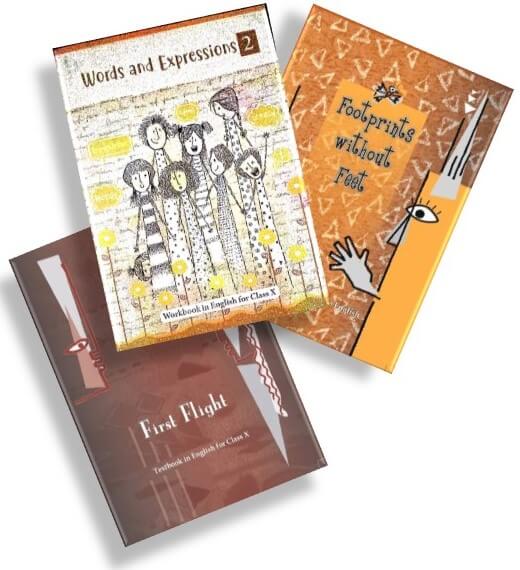 Words and Expressions 2
Workbook in English for Class X
Footprints
without
Feet
English
First Flight
Textbook in English for Class X